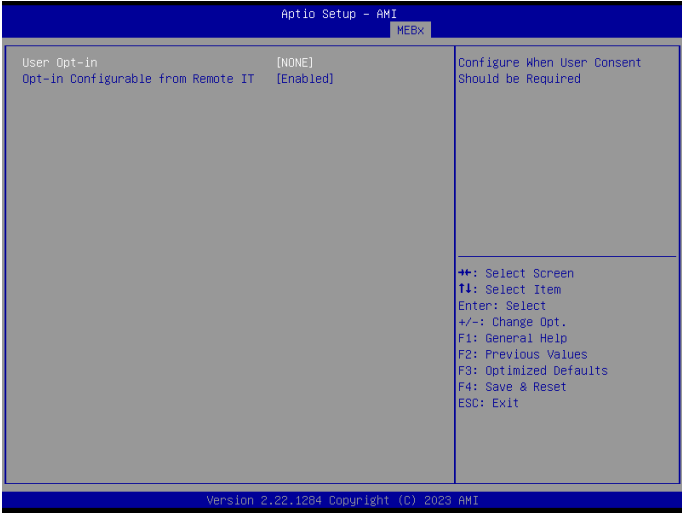 Aptio Setup - AMI
MEBx
User Opt-in [NONE]
Opt-in Configurable from Remote IT [Enabled]
Configure When User Consent
Should be Required
→←: Select Screen
↑↓: Select Item
Enter: Select
+/-: Change Opt.
F1: General Help
F2: Previous Values
F3: Optimized Defaults
F4: Save & Reset
ESC: Exit
Version 2.22.1284 Copyright (C) 2023 AMI